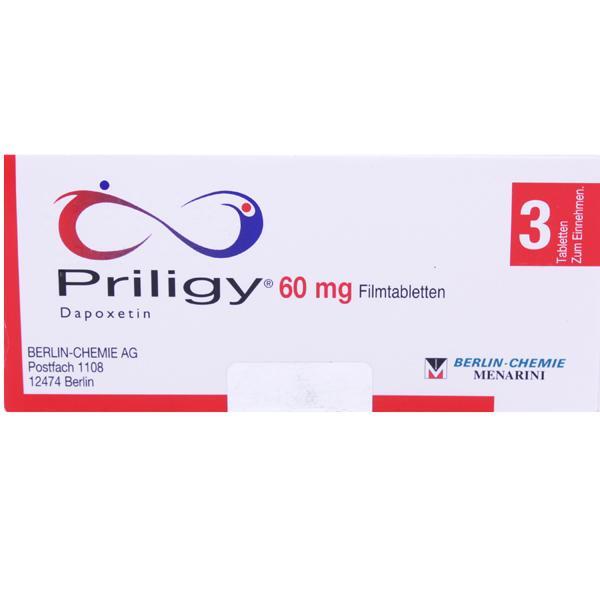 3
Tabletten
Zum Einnehmen.
Priligy® 60 mg Filmtabletten
Dapoxetin
BERLIN-CHEMIE AG
Postfach 1108
12474 Berlin
BERLIN-CHEMIE
MENARINI